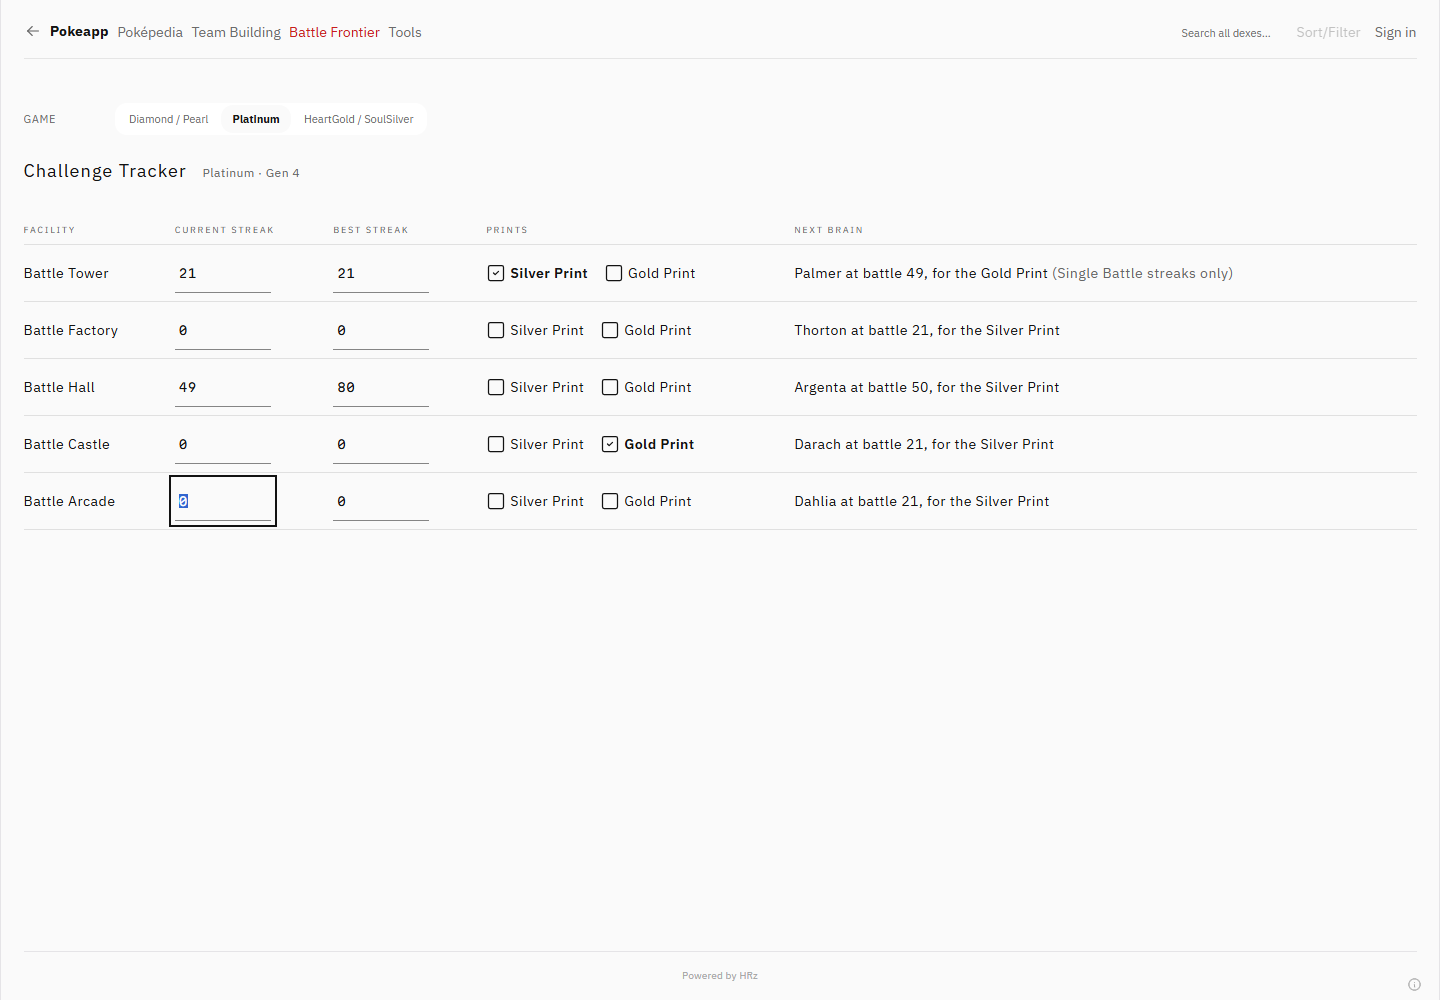 Pokeapp Poképedia Team Building Battle Frontier Tools Search all dexes... Sort/Filter Sign in
GAME Diamond / Pearl Platinum HeartGold / SoulSilver
Challenge Tracker Platinum · Gen 4
FACILITY CURRENT STREAK BEST STREAK PRINTS NEXT BRAIN
Battle Tower 21 21 Silver Print Gold Print Palmer at battle 49, for the Gold Print (Single Battle streaks only)
Battle Factory 0 0 Silver Print Gold Print Thorton at battle 21, for the Silver Print
Battle Hall 49 80 Silver Print Gold Print Argenta at battle 50, for the Silver Print
Battle Castle 0 0 Silver Print Gold Print Darach at battle 21, for the Silver Print
Battle Arcade 0 0 Silver Print Gold Print Dahlia at battle 21, for the Silver Print
Powered by HRz